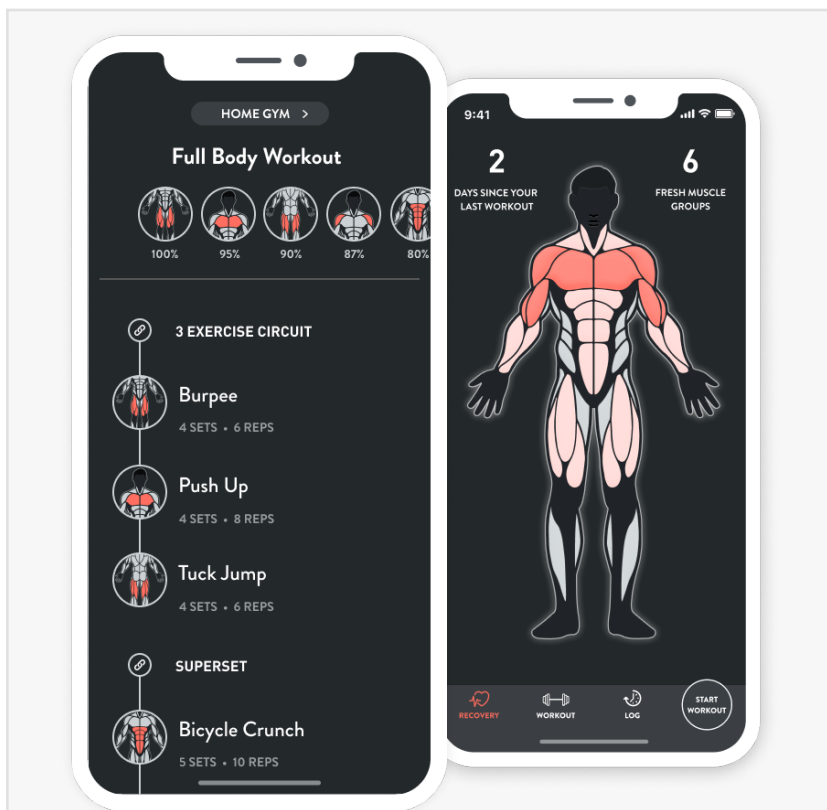 HOME GYM >
Full Body Workout
100% 95% 90% 87% 80%
3 EXERCISE CIRCUIT
Burpee
4 SETS • 6 REPS
Push Up
4 SETS • 8 REPS
Tuck Jump
4 SETS • 6 REPS
SUPERSET
Bicycle Crunch
5 SETS • 10 REPS
9:41
2
DAYS SINCE YOUR
LAST WORKOUT
6
FRESH MUSCLE
GROUPS
RECOVERY
WORKOUT
LOG
START
WORKOUT